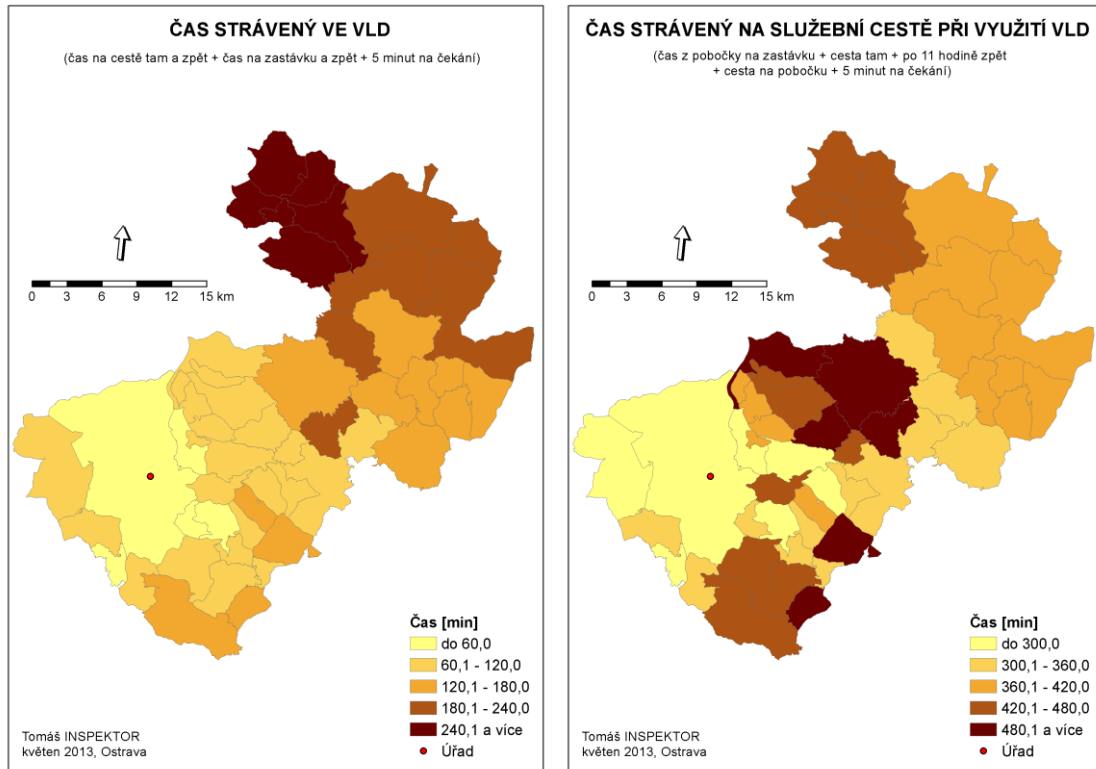 ČAS STRÁVENÝ VE VLD
(čas na cestě tam a zpět + čas na zastávku a zpět + 5 minut na čekání)
0 3 6 9 12 15 km
Čas [min]
do 60,0
60,1 - 120,0
120,1 - 180,0
180,1 - 240,0
240,1 a více
Úřad
Tomáš INSPEKTOR
květen 2013, Ostrava
ČAS STRÁVENÝ NA SLUŽEBNÍ CESTĚ PŘI VYUŽITÍ VLD
(čas z pobočky na zastávku + cesta tam + po 11 hodině zpět
+ cesta na pobočku + 5 minut na čekání)
0 3 6 9 12 15 km
Čas [min]
do 300,0
300,1 - 360,0
360,1 - 420,0
420,1 - 480,0
480,1 a více
Úřad
Tomáš INSPEKTOR
květen 2013, Ostrava